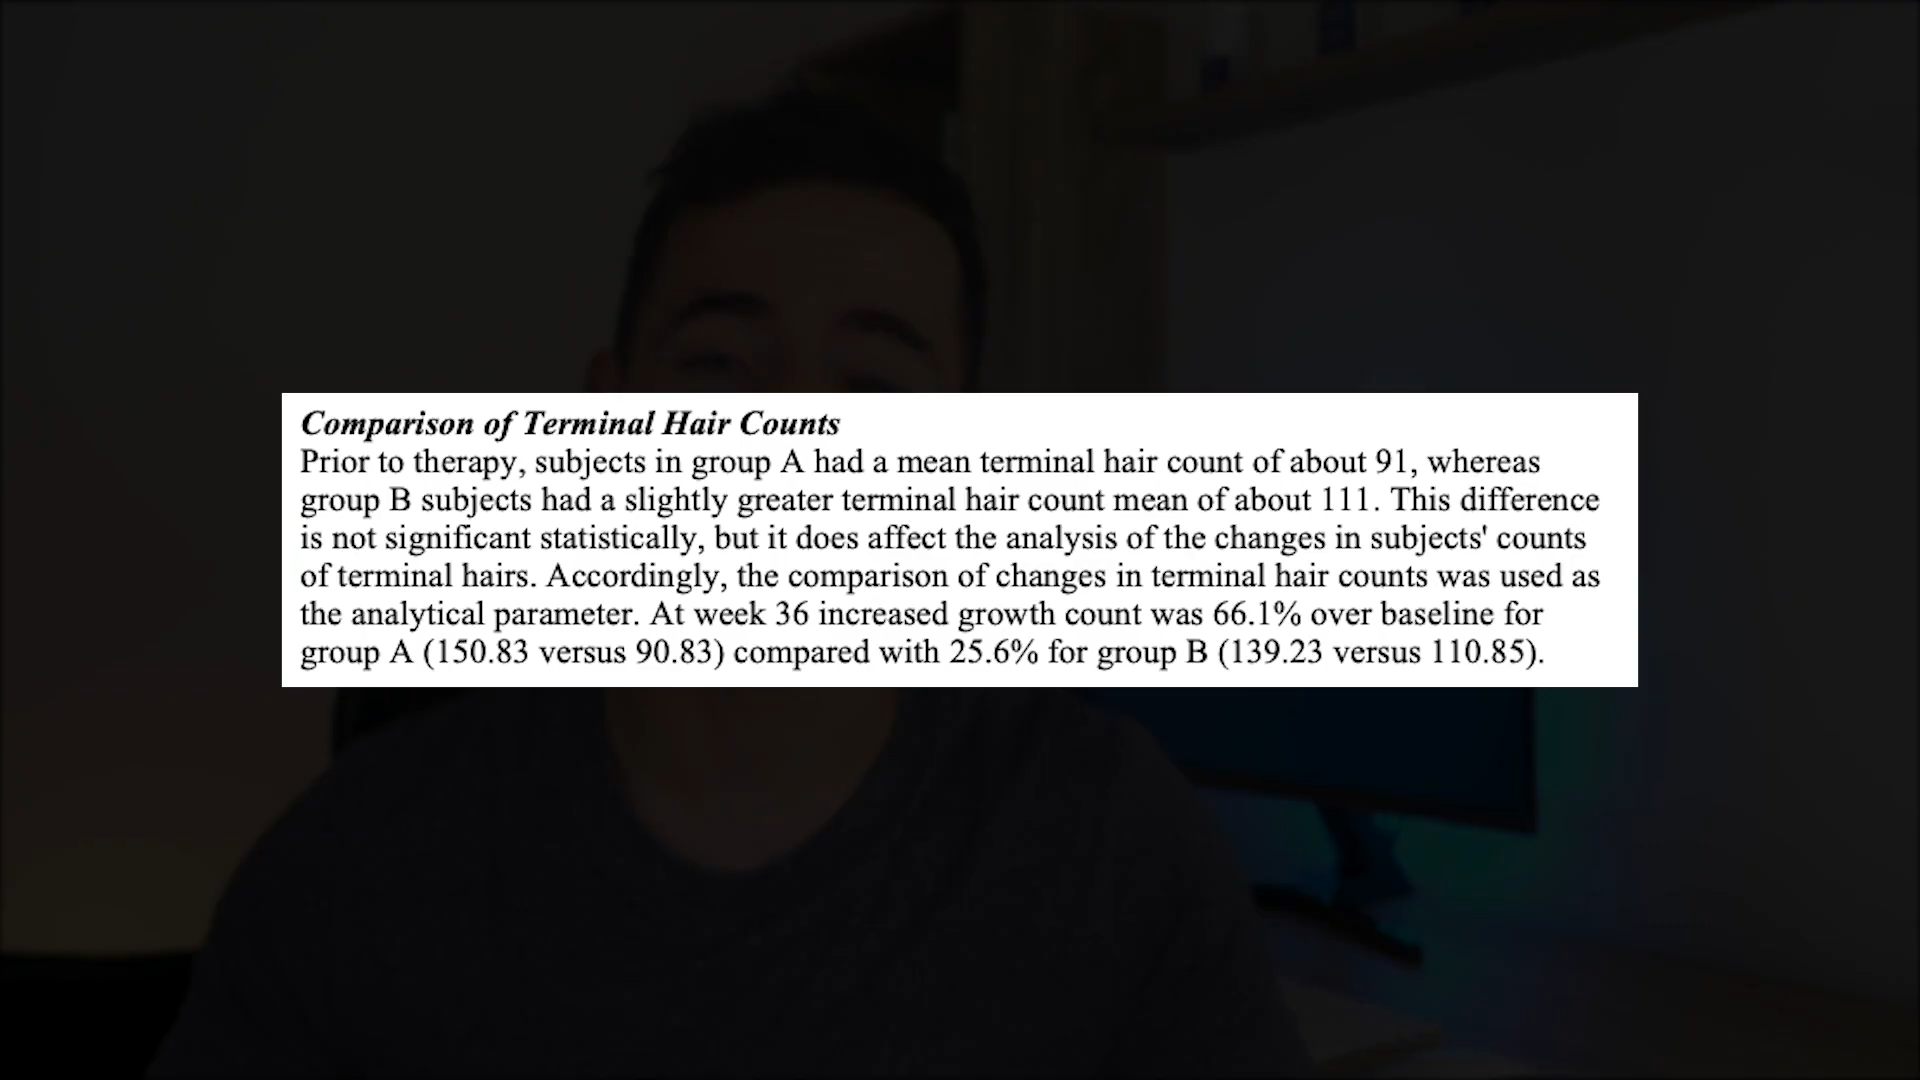 Comparison of Terminal Hair Counts
Prior to therapy, subjects in group A had a mean terminal hair count of about 91, whereas
group B subjects had a slightly greater terminal hair count mean of about 111. This difference
is not significant statistically, but it does affect the analysis of the changes in subjects' counts
of terminal hairs. Accordingly, the comparison of changes in terminal hair counts was used as
the analytical parameter. At week 36 increased growth count was 66.1% over baseline for
group A (150.83 versus 90.83) compared with 25.6% for group B (139.23 versus 110.85).